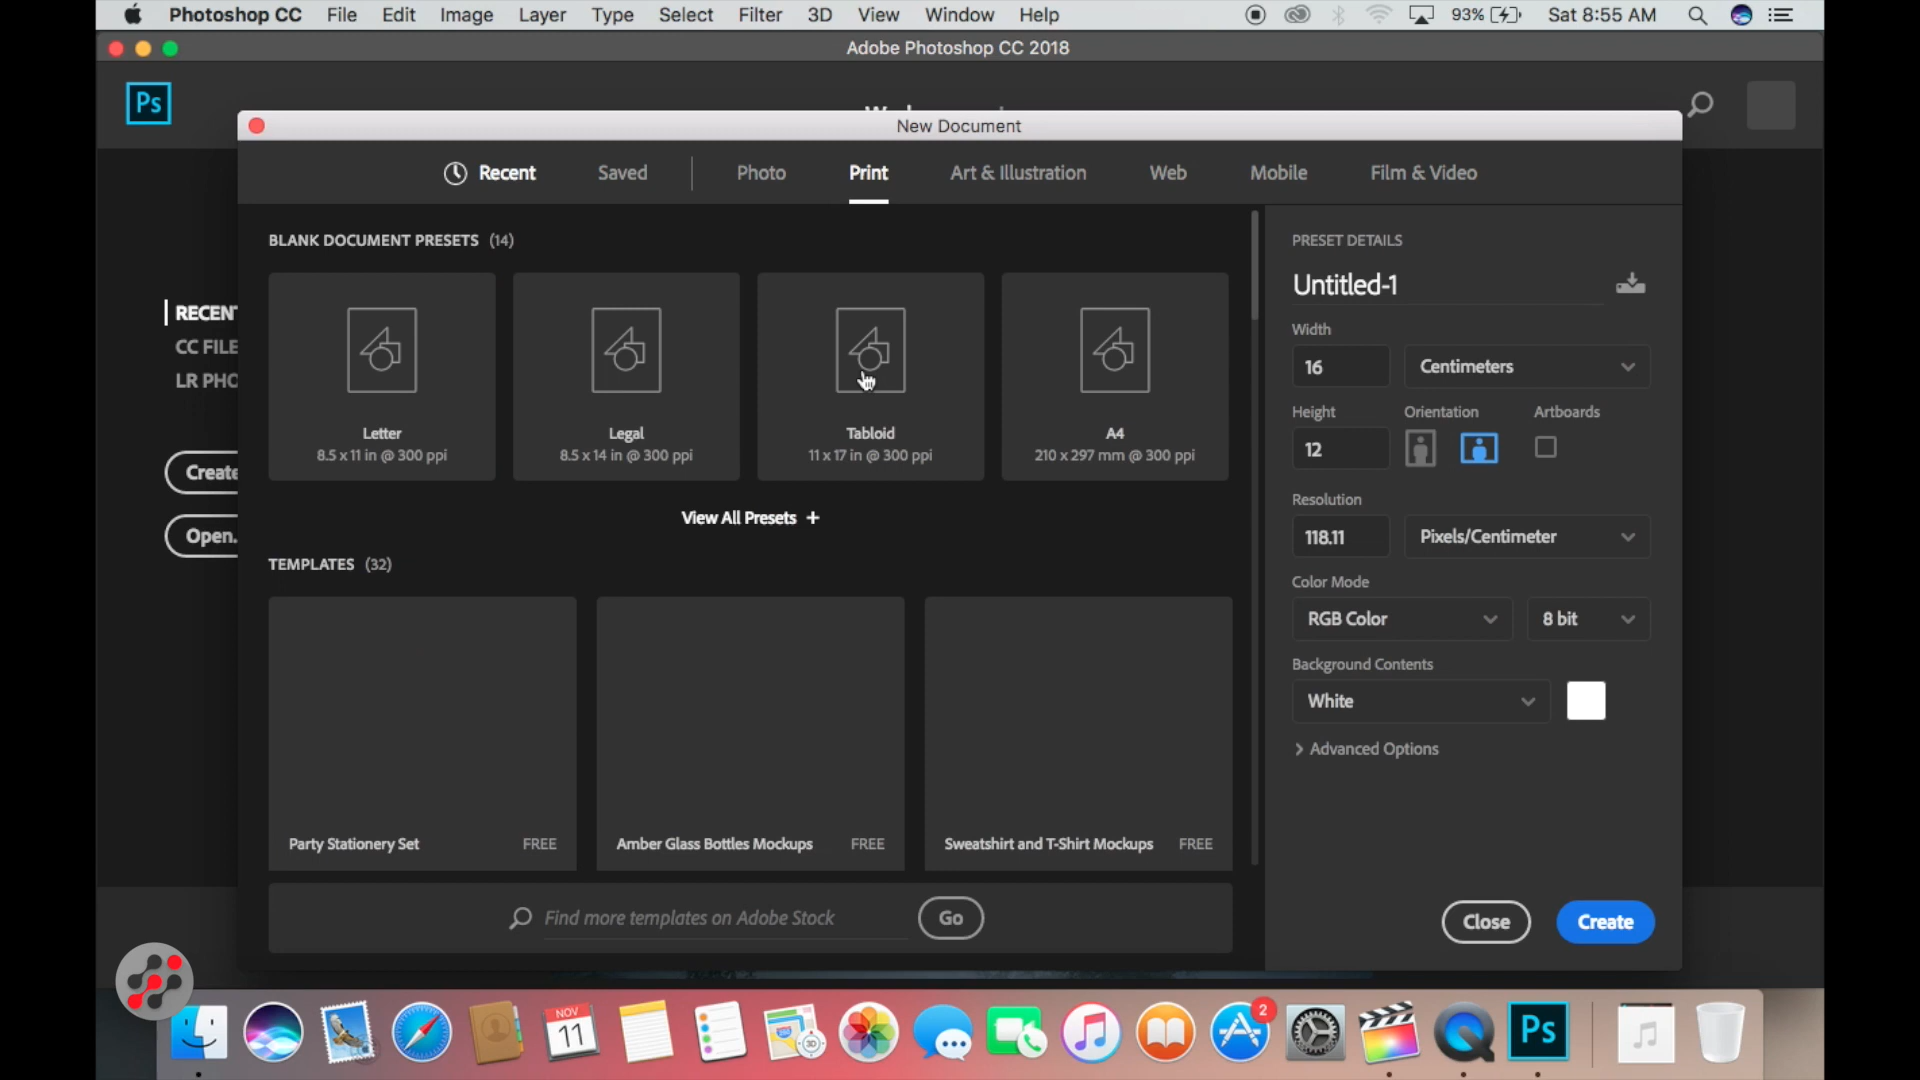 Photoshop CC File Edit Image Layer Type Select Filter 3D View Window Help 93% Sat 8:55 AM
Adobe Photoshop CC 2018
Ps
New Document
Recent Saved Photo Print Art & Illustration Web Mobile Film & Video
BLANK DOCUMENT PRESETS (14)
Letter
8.5 x 11 in @ 300 ppi
Legal
8.5 x 14 in @ 300 ppi
Tabloid
11 x 17 in @ 300 ppi
A4
210 x 297 mm @ 300 ppi
View All Presets +
TEMPLATES (32)
Party Stationery Set FREE
Amber Glass Bottles Mockups FREE
Sweatshirt and T-Shirt Mockups FREE
Find more templates on Adobe Stock Go
PRESET DETAILS
Untitled-1
Width
16 Centimeters
Height Orientation Artboards
12
Resolution
118.11 Pixels/Centimeter
Color Mode
RGB Color 8 bit
Background Contents
White
Advanced Options
Close Create
RECENT
CC FILE
LR PHO
Create
Open.
NOV
11
3D
2
Ps